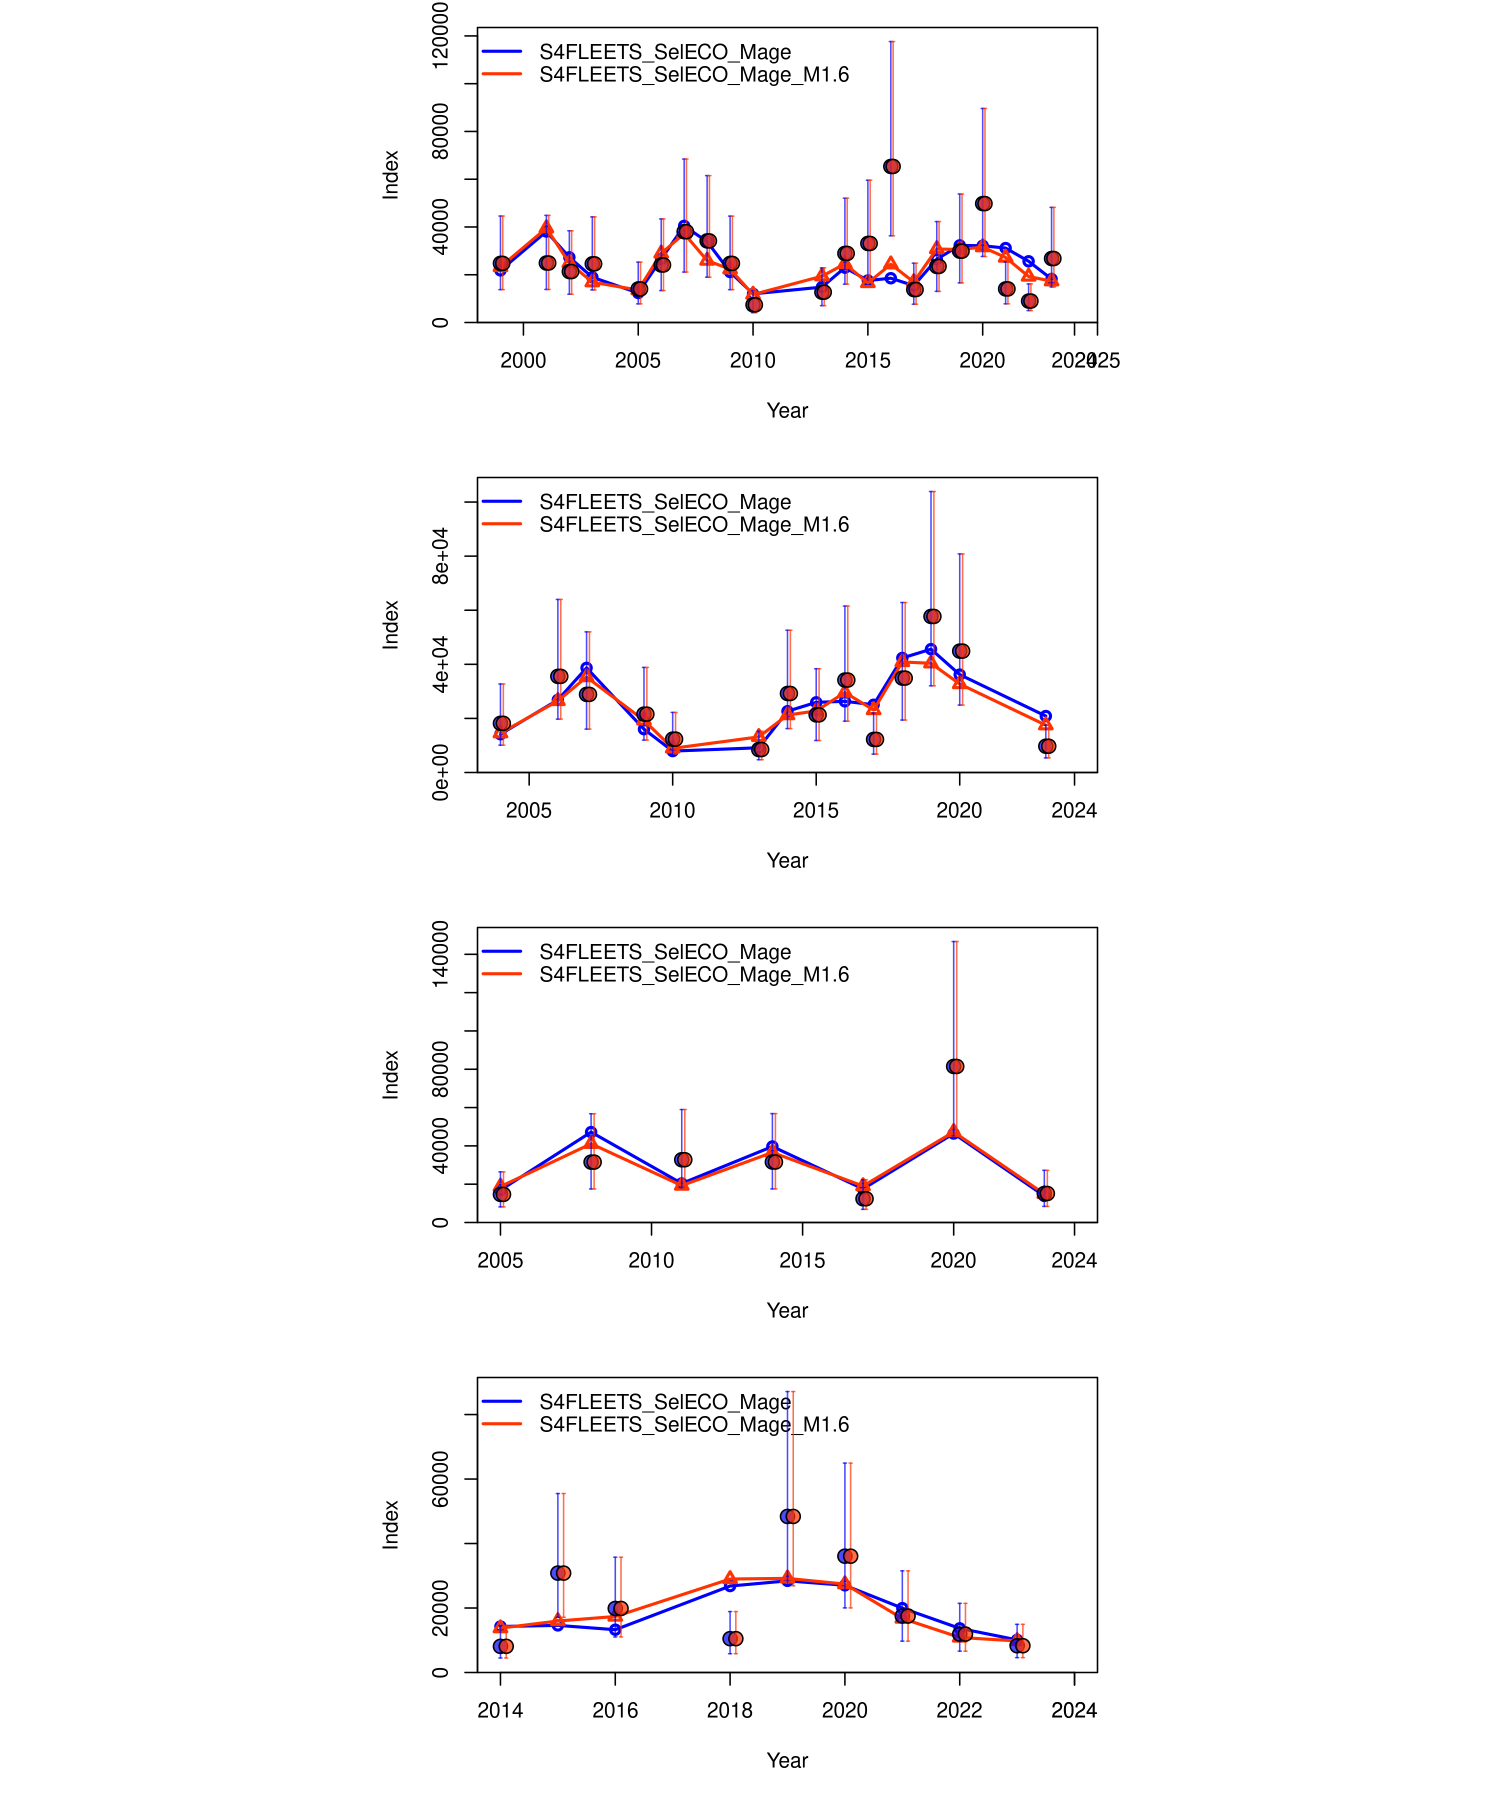 120000
80000
40000
0
Index
S4FLEETS_SelECO_Mage
S4FLEETS_SelECO_Mage_M1.6
2000 2005 2010 2015 2020 2024 2025
Year
8e+04
4e+04
0e+00
Index
S4FLEETS_SelECO_Mage
S4FLEETS_SelECO_Mage_M1.6
2005 2010 2015 2020 2024
Year
140000
80000
40000
0
Index
S4FLEETS_SelECO_Mage
S4FLEETS_SelECO_Mage_M1.6
2005 2010 2015 2020 2024
Year
60000
20000
0
Index
S4FLEETS_SelECO_Mage
S4FLEETS_SelECO_Mage_M1.6
2014 2016 2018 2020 2022 2024
Year